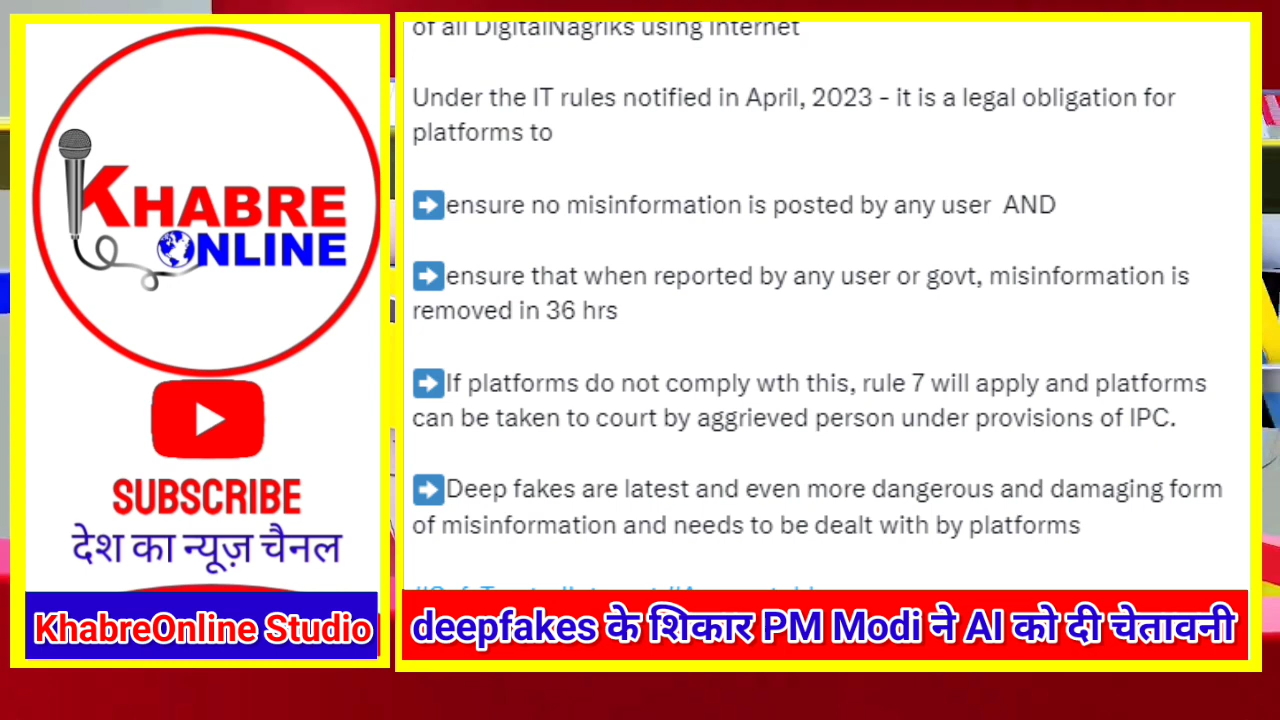 KHABRE
ONLINE
SUBSCRIBE
देश का न्यूज़ चैनल
KhabreOnline Studio
of all DigitalNagriks using Internet
Under the IT rules notified in April, 2023 - it is a legal obligation for
platforms to
➡ensure no misinformation is posted by any user AND
➡ensure that when reported by any user or govt, misinformation is
removed in 36 hrs
➡If platforms do not comply wth this, rule 7 will apply and platforms
can be taken to court by aggrieved person under provisions of IPC.
➡Deep fakes are latest and even more dangerous and damaging form
of misinformation and needs to be dealt with by platforms
deepfakes के शिकार PM Modi ने AI को दी चेतावनी